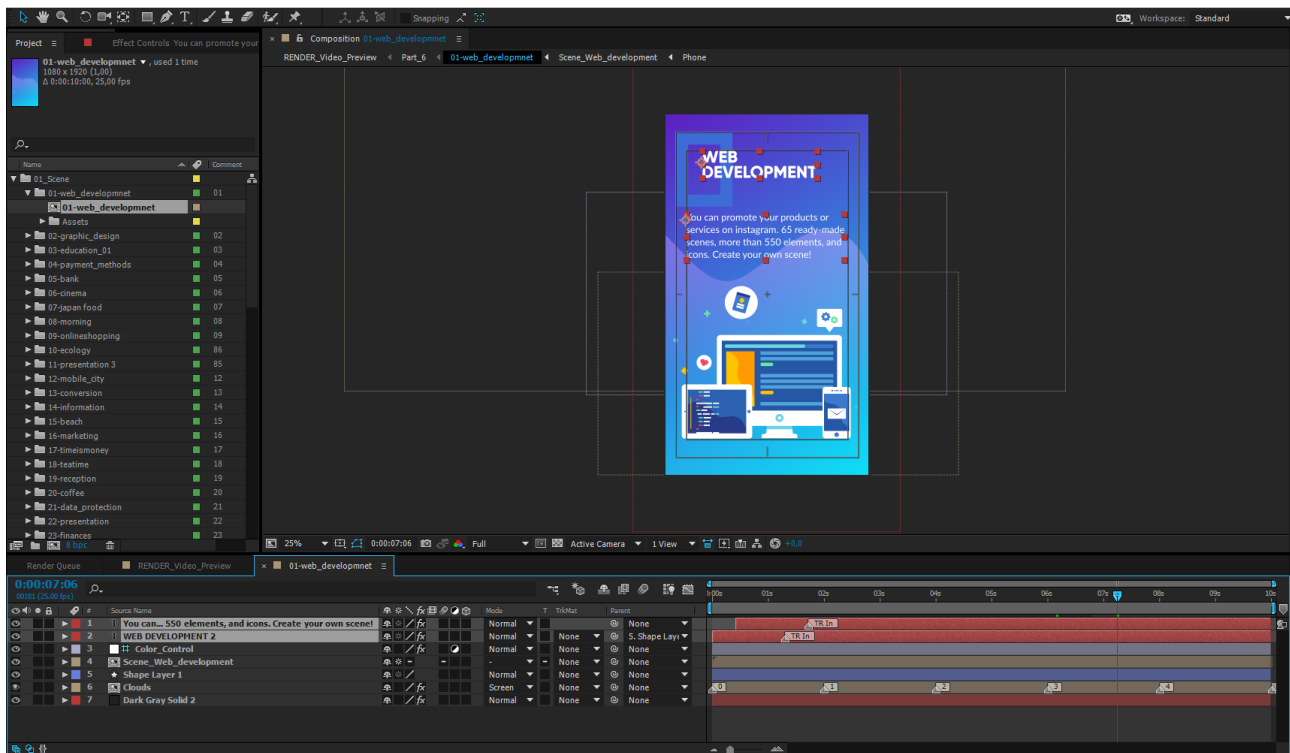 Snapping
Workspace: Standard
Project
Effect Controls You can promote your
Composition 01-web_developmnet
01-web_developmnet , used 1 time
1080 x 1920 (1,00)
Δ 0:00:10:00, 25,00 fps
RENDER_Video_Preview
Part_6
01-web_developmnet
Scene_Web_development
Phone
Name
Comment
01_Scene
01-web_developmnet 01
01-web_developmnet
Assets
02-graphic_design 02
03-education_01 03
04-payment_methods 04
05-bank 05
06-cinema 06
07-japan food 07
08-morning 08
09-onlineshopping 09
10-ecology 86
11-presentation 3 85
12-mobile_city 12
13-conversion 13
14-information 14
15-beach 15
16-marketing 16
17-timeismoney 17
18-teatime 18
19-reception 19
20-coffee 20
21-data_protection 21
22-presentation 22
23-finances 23
8 bpc
WEB
DEVELOPMENT
You can promote your products or
services on instagram. 65 ready-made
scenes, more than 550 elements, and
icons. Create your own scene!
25%
0:00:07:06
Full
Active Camera
1 View
+0,0
Render Queue
RENDER_Video_Preview
01-web_developmnet
0:00:07:06
00181 (25.00 fps)
# Source Name
Mode
T TrkMat
Parent
01s 02s 03s 04s 05s 06s 07s 08s 09s 10s
1 You can... 550 elements, and icons. Create your own scene! Normal None TR In
2 WEB DEVELOPMENT 2 Normal None 5. Shape Laye TR In
3 Color_Control Normal None None
4 Scene_Web_development - None None
5 Shape Layer 1 Normal None None
6 Clouds Screen None None 0 1 2 3 4
7 Dark Gray Solid 2 Normal None None